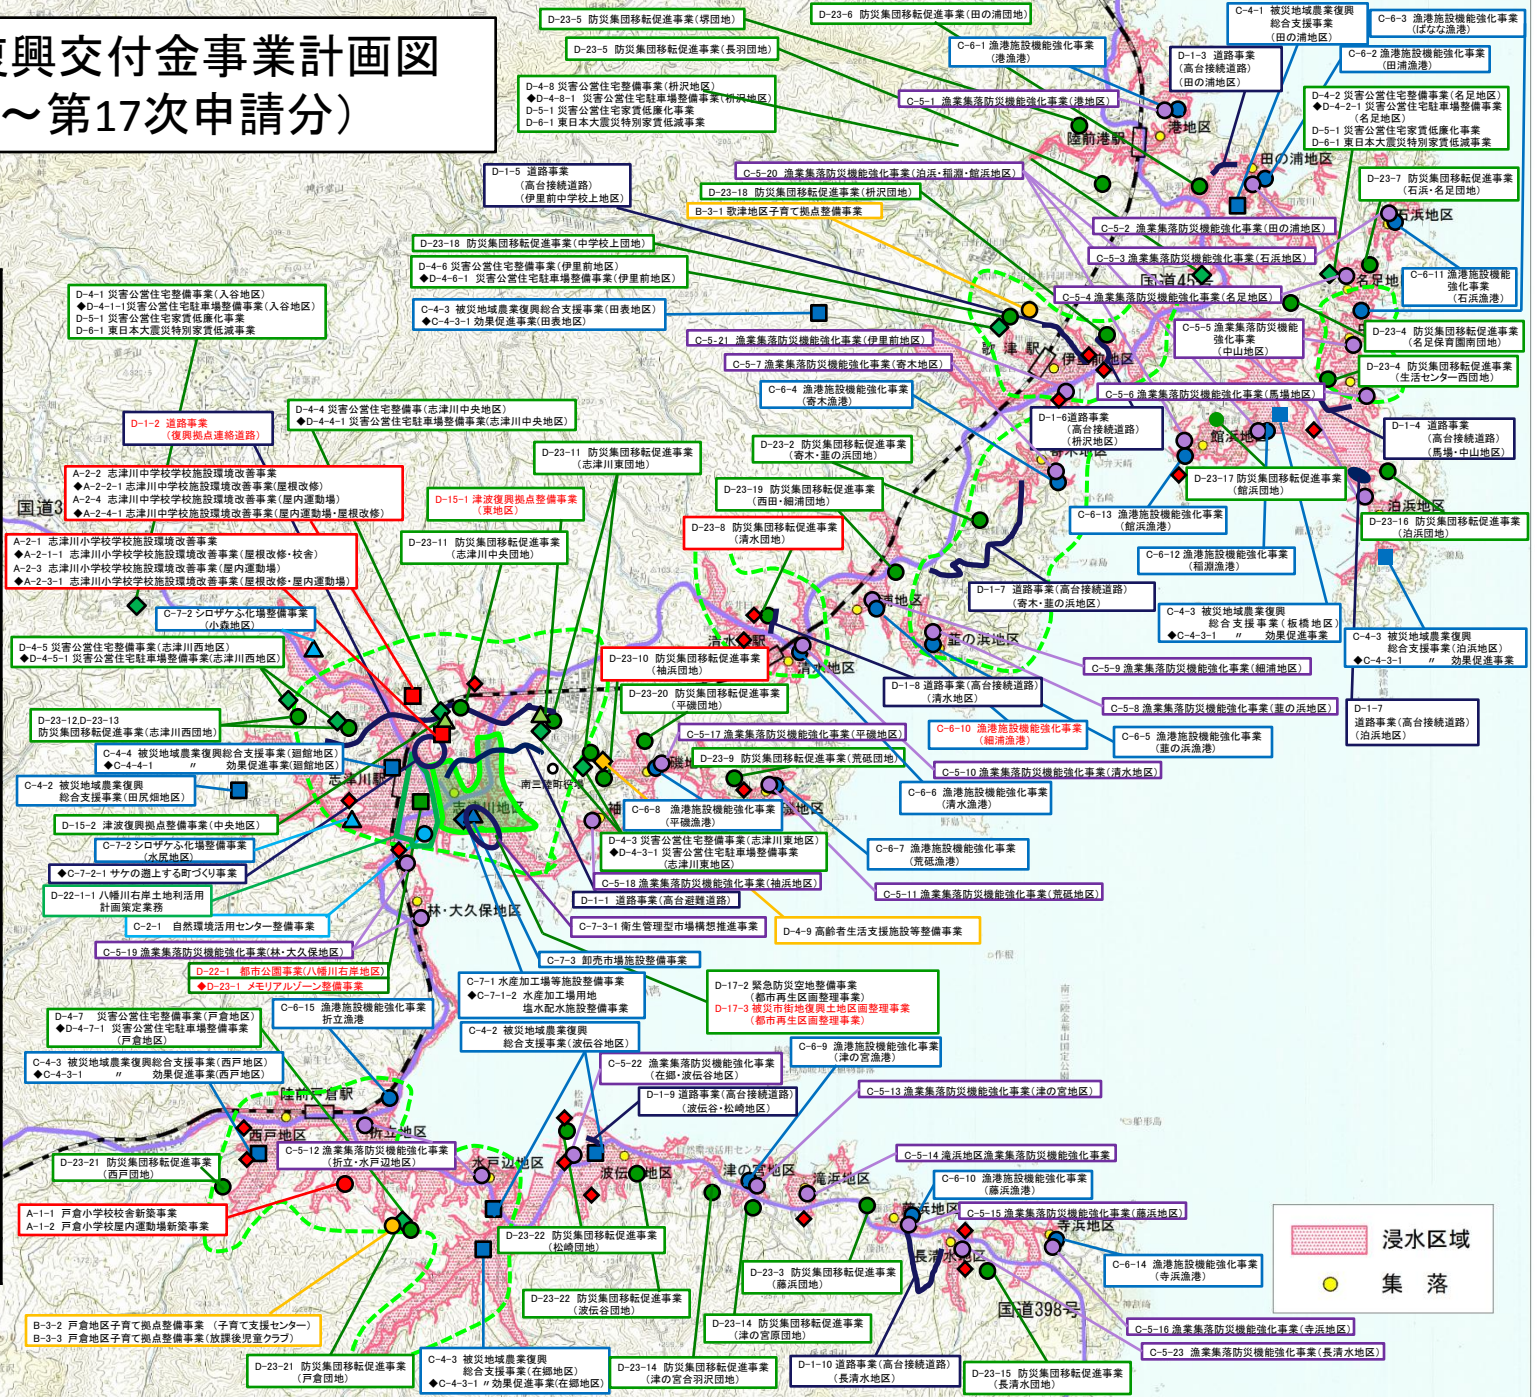 復興交付金事業計画図
～第17次申請分）
D-23-5 防災集団移転促進事業(堺団地)
D-23-6 防災集団移転促進事業(田の浦団地)
D-23-5 防災集団移転促進事業(長羽団地)
C-6-1 漁港施設機能強化事業
(港漁港)
C-4-1 被災地域農業復興
総合支援事業
(田の浦地区)
C-6-3 漁港施設機能強化事業
(ばなな漁港)
C-6-2 漁港施設機能強化事業
(田浦漁港)
D-1-3 道路事業
(高台接続道路)
(田の浦地区)
D-4-8 災害公営住宅整備事業(枡沢地区)
◆D-4-8-1 災害公営住宅駐車場整備事業(枡沢地区)
D-5-1 災害公営住宅家賃低廉化事業
D-6-1 東日本大震災特別家賃低減事業
C-5-1 漁業集落防災機能強化事業(港地区)
D-4-2 災害公営住宅整備事業(名足地区)
◆D-4-2-1 災害公営住宅駐車場整備事業
(名足地区)
D-5-1 災害公営住宅家賃低廉化事業
D-6-1 東日本大震災特別家賃低減事業
陸前港駅
港地区
田の浦地区
D-1-5 道路事業
(高台接続道路)
(伊里前中学校上地区)
C-5-20 漁業集落防災機能強化事業(泊浜・稲淵・館浜地区)
D-23-18 防災集団移転促進事業(枡沢団地)
B-3-1 歌津地区子育て拠点整備事業
D-23-7 防災集団移転促進事業
(石浜・名足団地)
石浜地区
C-5-2 漁業集落防災機能強化事業(田の浦地区)
D-23-18 防災集団移転促進事業(中学校上団地)
D-4-6 災害公営住宅整備事業(伊里前地区)
◆D-4-6-1 災害公営住宅駐車場整備事業(伊里前地区)
C-5-3 漁業集落防災機能強化事業(石浜地区)
国道45号
名足地
C-6-11 漁港施設機能
強化事業
(石浜漁港)
C-5-4 漁業集落防災機能強化事業(名足地区)
D-4-1 災害公営住宅整備事業(入谷地区)
◆D-4-1-1災害公営住宅駐車場整備事業(入谷地区)
D-5-1 災害公営住宅家賃低廉化事業
D-6-1 東日本大震災特別家賃低減事業
C-4-3 被災地域農業復興総合支援事業(田表地区)
◆C-4-3-1 効果促進事業(田表地区)
C-5-5 漁業集落防災機能
強化事業
(中山地区)
D-23-4 防災集団移転促進事業
(名足保育園南団地)
C-5-21 漁業集落防災機能強化事業(伊里前地区)
歌津駅
伊里前地区
C-5-7 漁業集落防災機能強化事業(寄木地区)
D-23-4 防災集団移転促進事業
(生活センター西団地)
C-6-4 漁港施設機能強化事業
(寄木漁港)
C-5-6 漁業集落防災機能強化事業(馬場地区)
D-1-2 道路事業
(復興拠点連絡道路)
D-4-4 災害公営住宅整備事(志津川中央地区)
◆D-4-4-1 災害公営住宅駐車場整備事業(志津川中央地区)
D-1-6道路事業
(高台接続道路)
(枡沢地区)
D-1-4 道路事業
(高台接続道路)
(馬場・中山地区)
館浜地区
D-23-2 防災集団移転促進事業
(寄木・韮の浜団地)
D-23-11 防災集団移転促進事業
(志津川東団地)
寄木地区
A-2-2 志津川中学校学校施設環境改善事業
◆A-2-2-1 志津川中学校施設環境改善事業(屋根改修)
A-2-4 志津川中学校施設環境改善事業(屋内運動場)
◆A-2-4-1 志津川中学校施設環境改善事業(屋内運動場・屋根改修)
D-23-19 防災集団移転促進事業
(西田・細浦団地)
D-23-17 防災集団移転促進事業
(館浜団地)
D-15-1 津波復興拠点整備事業
(東地区)
国道3
泊浜地区
C-6-13 漁港施設機能強化事業
(館浜漁港)
D-23-16 防災集団移転促進事業
(泊浜団地)
D-23-8 防災集団移転促進事業
(清水団地)
A-2-1 志津川小学校学校施設環境改善事業
◆A-2-1-1 志津川小学校学校施設環境改善事業(屋根改修・校舎)
A-2-3 志津川小学校学校施設環境改善事業(屋内運動場)
◆A-2-3-1 志津川小学校学校施設環境改善事業(屋根改修・屋内運動場)
D-23-11 防災集団移転促進事業
(志津川中央団地)
C-6-12 漁港施設機能強化事業
(稲淵漁港)
D-1-7 道路事業(高台接続道路)
(寄木・韮の浜地区)
C-7-2 シロザケふ化場整備事業
(小森地区)
浦地区
C-4-3 被災地域農業復興
総合支援事業(板橋地区)
◆C-4-3-1 〃 効果促進事業
C-4-3 被災地域農業復興
総合支援事業(泊浜地区)
◆C-4-3-1 〃 効果促進事業
D-4-5 災害公営住宅整備事業(志津川西地区)
◆D-4-5-1 災害公営住宅駐車場整備事業(志津川西地区)
清水 駅
清水地区
韮の浜地区
D-23-10 防災集団移転促進事業
(袖浜団地)
C-5-9 漁業集落防災機能強化事業(細浦地区)
D-1-8 道路事業(高台接続道路)
(清水地区)
D-23-20 防災集団移転促進事業
(平磯団地)
C-5-8 漁業集落防災機能強化事業(韮の浜地区)
D-1-7
道路事業(高台接続道路)
(泊浜地区)
D-23-12,D-23-13
防災集団移転促進事業(志津川西団地)
C-6-10 漁港施設機能強化事業
(細浦漁港)
C-6-5 漁港施設機能強化事業
(韮の浜漁港)
C-5-17 漁業集落防災機能強化事業(平磯地区)
C-4-4 被災地域農業復興総合支援事業(廻館地区)
◆C-4-4-1 〃 効果促進事業(廻館地区)
D-23-9 防災集団移転促進事業(荒砥団地)
C-5-10 漁業集落防災機能強化事業(清水地区)
志津川駅
南三陸町役場
C-4-2 被災地域農業復興
総合支援事業(田尻畑地区)
C-6-6 漁港施設機能強化事業
(清水漁港)
志津川地区
C-6-8 漁港施設機能強化事業
(平磯漁港)
D-15-2 津波復興拠点整備事業(中央地区)
D-4-3 災害公営住宅整備事業(志津川東地区)
◆D-4-3-1 災害公営住宅駐車場整備事業
(志津川東地区)
C-6-7 漁港施設機能強化事業
(荒砥漁港)
C-7-2 シロザケふ化場整備事業
(水尻地区)
◆C-7-2-1 サケの遡上する町づくり事業
C-5-18 漁業集落防災機能強化事業(袖浜地区)
C-5-11 漁業集落防災機能強化事業(荒砥地区)
D-22-1-1 八幡川右岸土地利活用
計画策定業務
D-1-1 道路事業(高台避難道路)
林・大久保地区
C-2-1 自然環境活用センター整備事業
C-7-3-1 衛生管理型市場構想推進事業
D-4-9 高齢者生活支援施設等整備事業
C-5-19 漁業集落防災機能強化事業(林・大久保地区)
C-7-3 卸売市場施設整備事業
D-22-1 都市公園事業(八幡川右岸地区)
◆D-23-1 メモリアルゾーン整備事業
C-7-1 水産加工場等施設整備事業
◆C-7-1-2 水産加工場用地
塩水配水施設整備事業
D-17-2 緊急防災空地整備事業
(都市再生区画整理事業)
D-17-3 被災市街地復興土地区画整理事業
(都市再生区画整理事業)
C-6-15 漁港施設機能強化事業
折立漁港
D-4-7 災害公営住宅整備事業(戸倉地区)
◆D-4-7-1 災害公営住宅駐車場整備事業
(戸倉地区)
C-4-2 被災地域農業復興
総合支援事業(波伝谷地区)
C-6-9 漁港施設機能強化事業
(津の宮漁港)
C-4-3 被災地域農業復興総合支援事業(西戸地区)
◆C-4-3-1 〃 効果促進事業(西戸地区)
C-5-22 漁業集落防災機能強化事業
(在郷・波伝谷地区)
C-5-13 漁業集落防災機能強化事業(津の宮地区)
陸前戸倉駅
D-1-9 道路事業(高台接続道路)
(波伝谷・松崎地区)
西戸地区
折立地区
C-5-12 漁業集落防災機能強化事業
(折立・水戸辺地区)
C-5-14 滝浜地区漁業集落防災機能強化事業
D-23-21 防災集団移転促進事業
(西戸団地)
水戸辺地区
波伝 地区
自然環境活用センター
津の宮地区
滝浜地区
C-6-10 漁港施設機能強化事業
(藤浜漁港)
A-1-1 戸倉小学校校舎新築事業
A-1-2 戸倉小学校屋内運動場新築事業
藤浜地区
C-5-15 漁業集落防災機能強化事業(藤浜地区)
寺浜地区
D-23-22 防災集団移転促進事業
(松崎団地)
長清水地区
C-6-14 漁港施設機能強化事業
(寺浜漁港)
浸水区域
集　落
D-23-3 防災集団移転促進事業
(藤浜団地)
D-23-22 防災集団移転促進事業
(波伝谷団地)
国道398号
B-3-2 戸倉地区子育て拠点整備事業 (子育て支援センター)
B-3-3 戸倉地区子育て拠点整備事業(放課後児童クラブ)
D-23-14 防災集団移転促進事業
(津の宮原団地)
C-5-16 漁業集落防災機能強化事業(寺浜地区)
C-5-23 漁業集落防災機能強化事業(長清水地区)
D-23-21 防災集団移転促進事業
(戸倉団地)
C-4-3 被災地域農業復興
総合支援事業(在郷地区)
◆C-4-3-1 〃効果促進事業(在郷地区)
D-23-14 防災集団移転促進事業
(津の宮合羽沢団地)
D-1-10 道路事業(高台接続道路)
(長清水地区)
D-23-15 防災集団移転促進事業
(長清水団地)